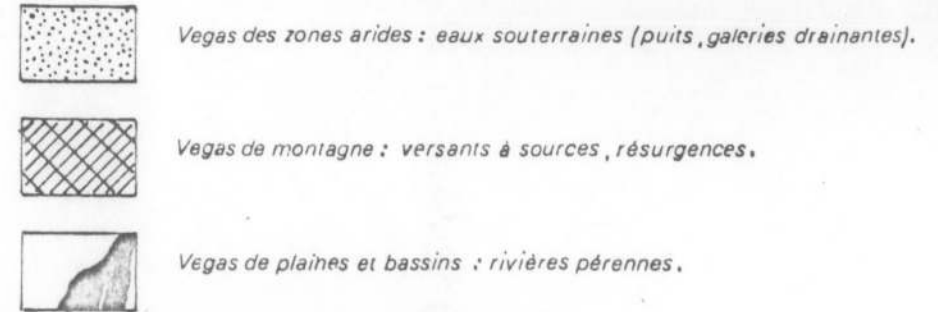 Vegas des zones arides : eaux souterraines (puits, galeries drainantes).
Vegas de montagne : versants à sources, résurgences.
Vegas de plaines et bassins : rivières pérennes.